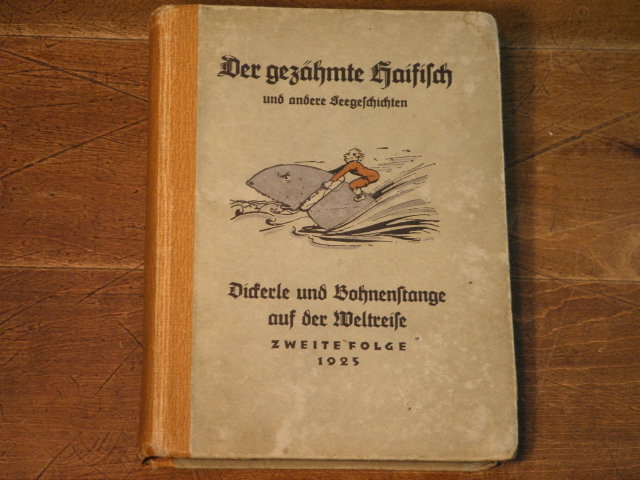 Der gezähmte Haifisch
und andere Seegeschichten
Dickerle und Bohnenstange
auf der Weltreise
ZWEITE FOLGE
1925